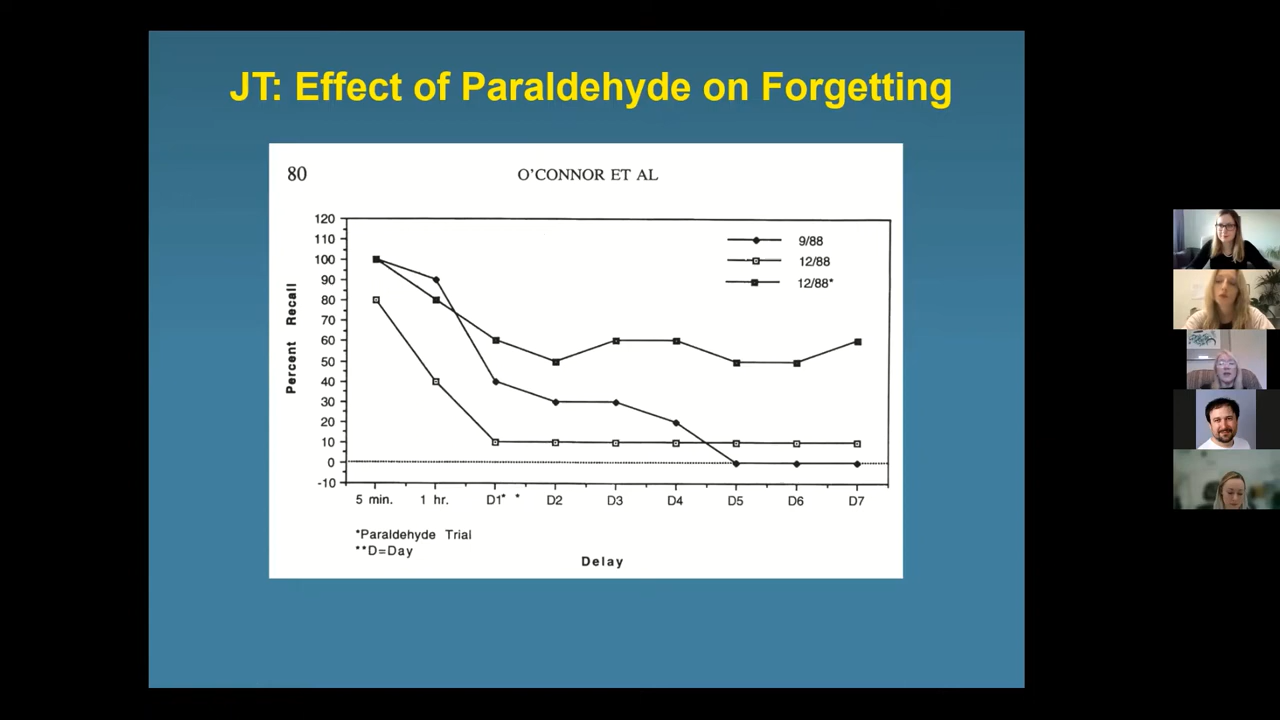 JT: Effect of Paraldehyde on Forgetting
80
O'CONNOR ET AL
120
110
100
90
80
70
60
50
40
30
20
10
0
-10
Percent Recall
9/88
12/88
12/88*
5 min.
1 hr.
D1* *
D2
D3
D4
D5
D6
D7
*Paraldehyde Trial
**D=Day
Delay